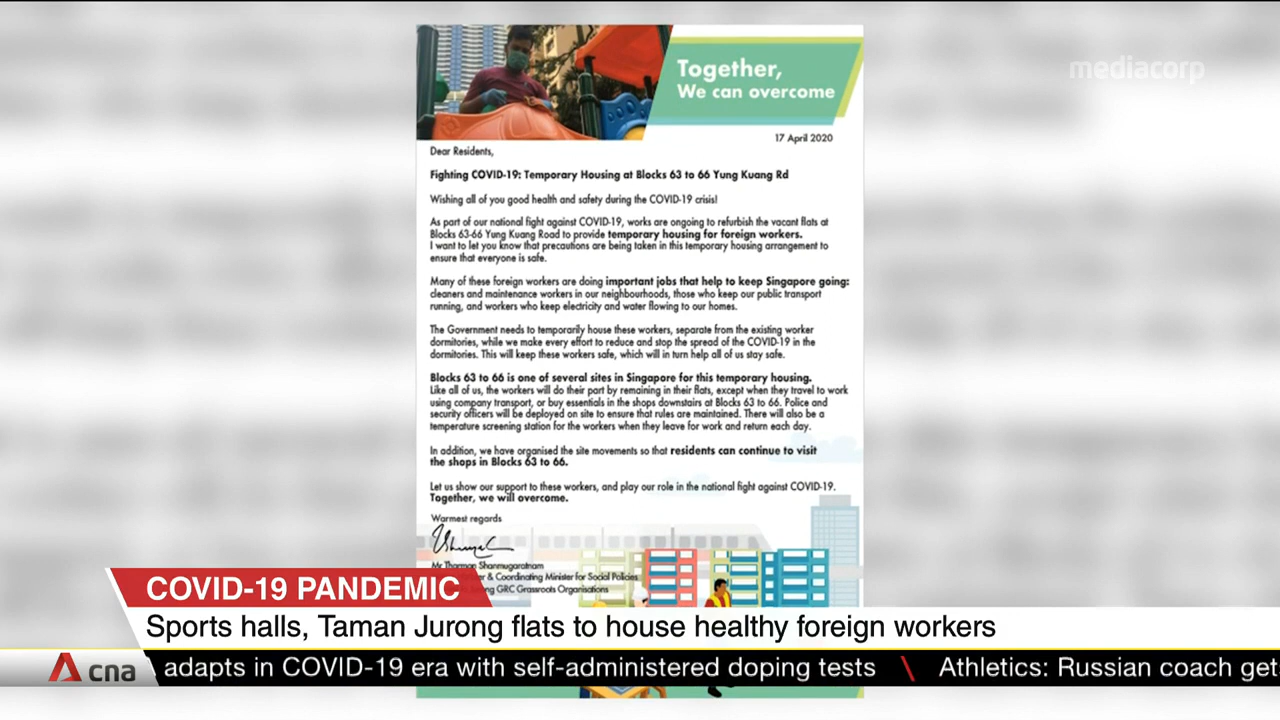 mediacorp
Together,
We can overcome
17 April 2020
Dear Residents,
Fighting COVID-19: Temporary Housing at Blocks 63 to 66 Yung Kuang Rd
Wishing all of you good health and safety during the COVID-19 crisis!
As part of our national fight against COVID-19, works are ongoing to refurbish the vacant flats at
Blocks 63-66 Yung Kuang Road to provide temporary housing for foreign workers.
I want to let you know that precautions are being taken in this temporary housing arrangement to
ensure that everyone is safe.
Many of these foreign workers are doing important jobs that help to keep Singapore going:
cleaners and maintenance workers in our neighbourhoods, those who keep our public transport
running, and workers who keep electricity and water flowing to our homes.
The Government needs to temporarily house these workers, separate from the existing worker
dormitories, while we make every effort to reduce and stop the spread of the COVID-19 in the
dormitories. This will keep these workers safe, which will in turn help all of us stay safe.
Blocks 63 to 66 is one of several sites in Singapore for this temporary housing.
Like all of us, the workers will do their part by remaining in their flats, except when they travel to work
using company transport, or buy essentials in the shops downstairs at Blocks 63 to 66. Police and
security officers will be deployed on site to ensure that rules are maintained. There will also be a
temperature screening station for the workers when they leave for work and return each day.
In addition, we have organised the site movements so that residents can continue to visit
the shops in Blocks 63 to 66.
Let us show our support to these workers, and play our role in the national fight against COVID-19.
Together, we will overcome.
Warmest regards
Mr Tharman Shanmugaratnam
& Coordinating Minister for Social Policies
GRC Grassroots Organisations
COVID-19 PANDEMIC
Sports halls, Taman Jurong flats to house healthy foreign workers
cna adapts in COVID-19 era with self-administered doping tests \ Athletics: Russian coach get